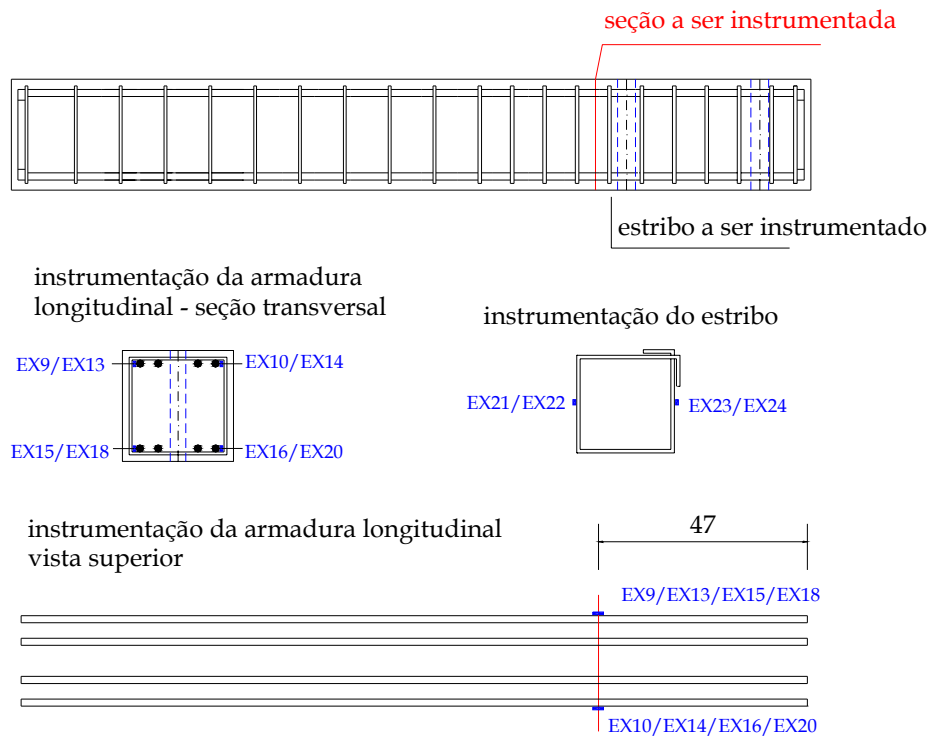 seção a ser instrumentada
estribo a ser instrumentado
instrumentação da armadura
longitudinal - seção transversal
instrumentação do estribo
EX9/EX13
EX10/EX14
EX21/EX22
EX23/EX24
EX15/EX18
EX16/EX20
instrumentação da armadura longitudinal
vista superior
47
EX9/EX13/EX15/EX18
EX10/EX14/EX16/EX20